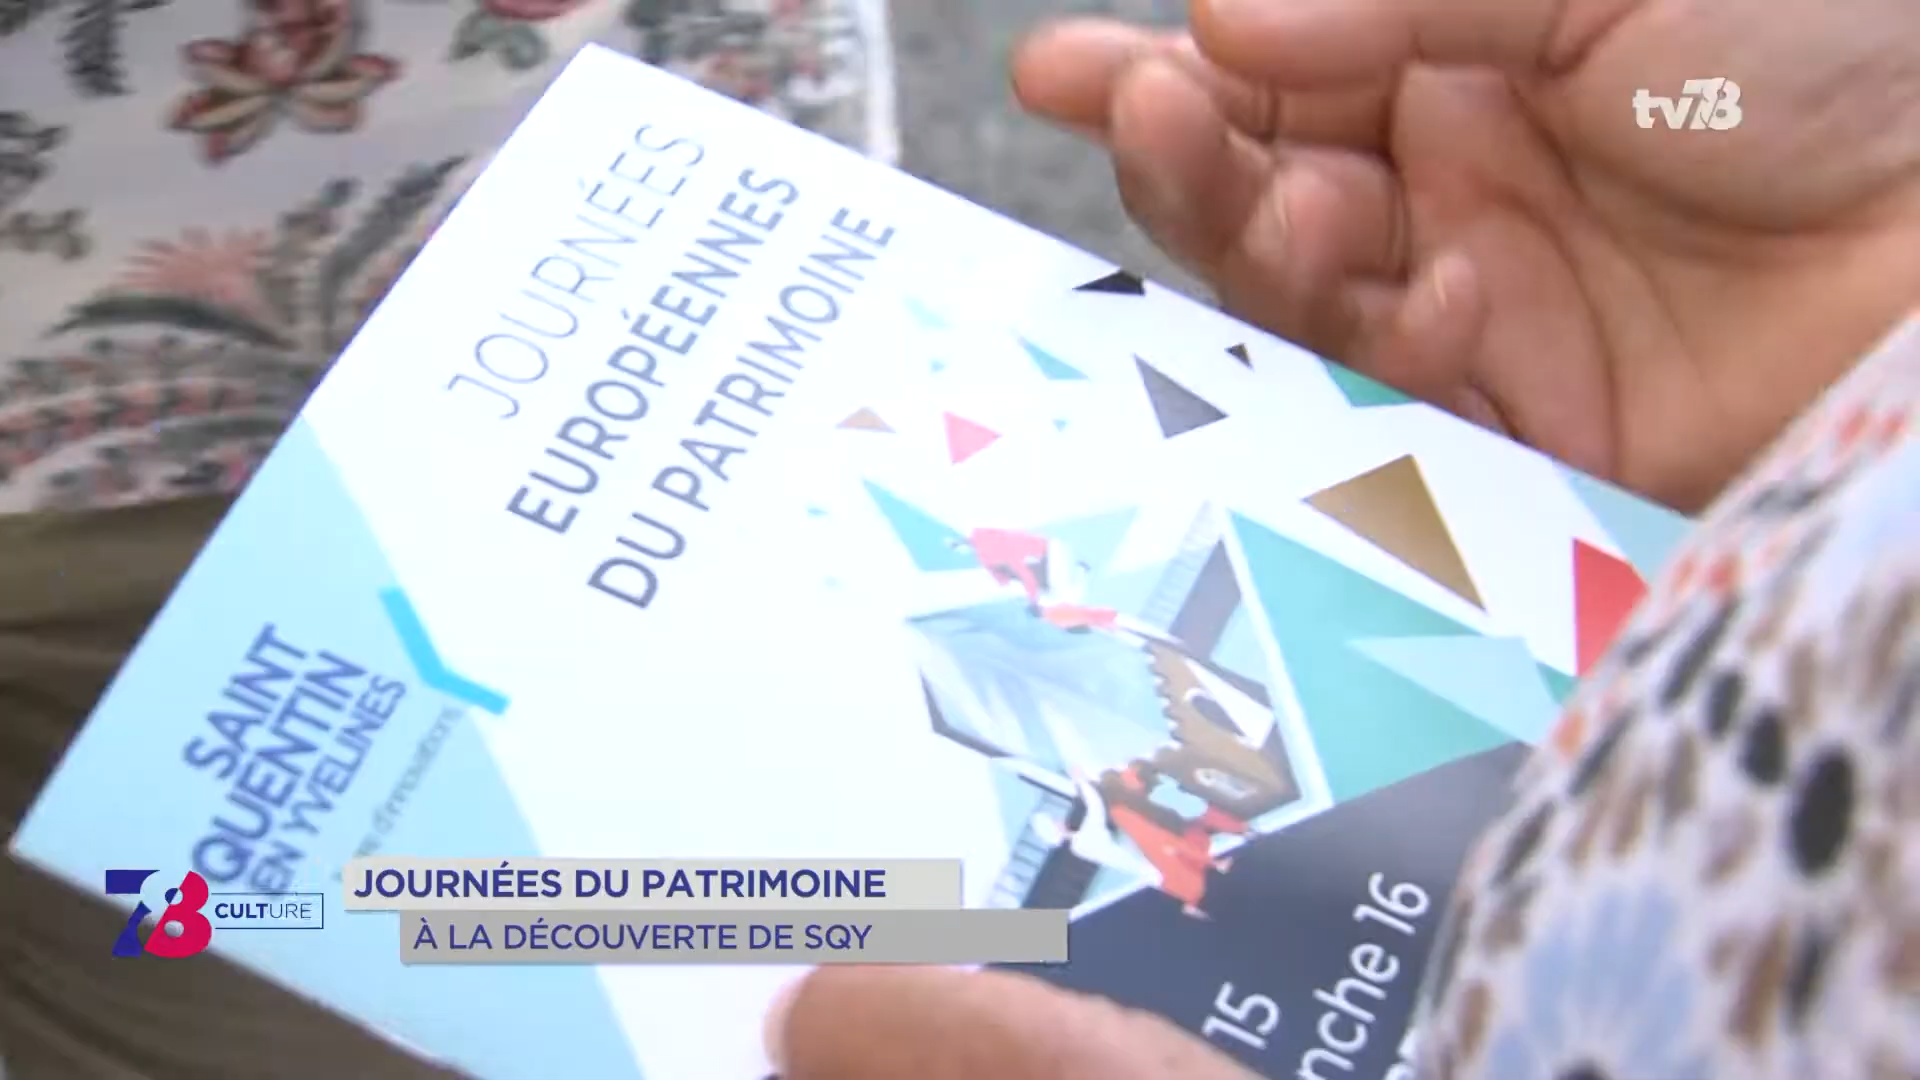 tv78
JOURNÉES
EUROPÉENNES
DU PATRIMOINE
SAINT
QUENTIN
EN YVELINES
d'innovations
78
CULTURE
JOURNÉES DU PATRIMOINE
À LA DÉCOUVERTE DE SQY
15
16